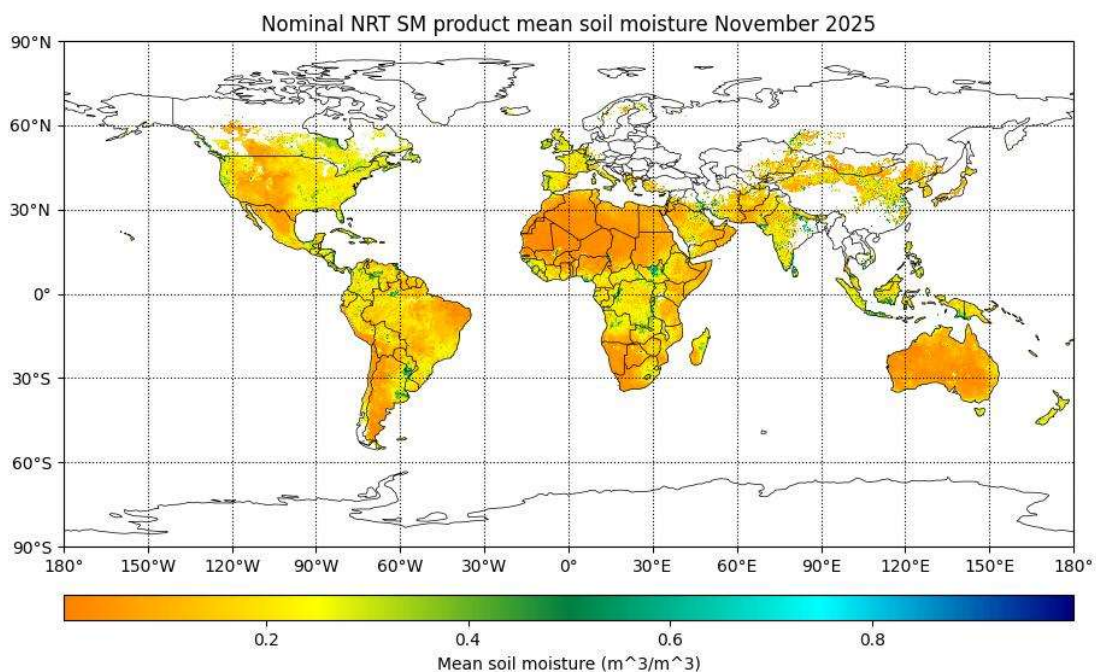 Nominal NRT SM product mean soil moisture November 2025
90°N
60°N
30°N
0°
30°S
60°S
90°S
180° 150°W 120°W 90°W 60°W 30°W 0° 30°E 60°E 90°E 120°E 150°E 180°
0.2 0.4 0.6 0.8
Mean soil moisture (m^3/m^3)